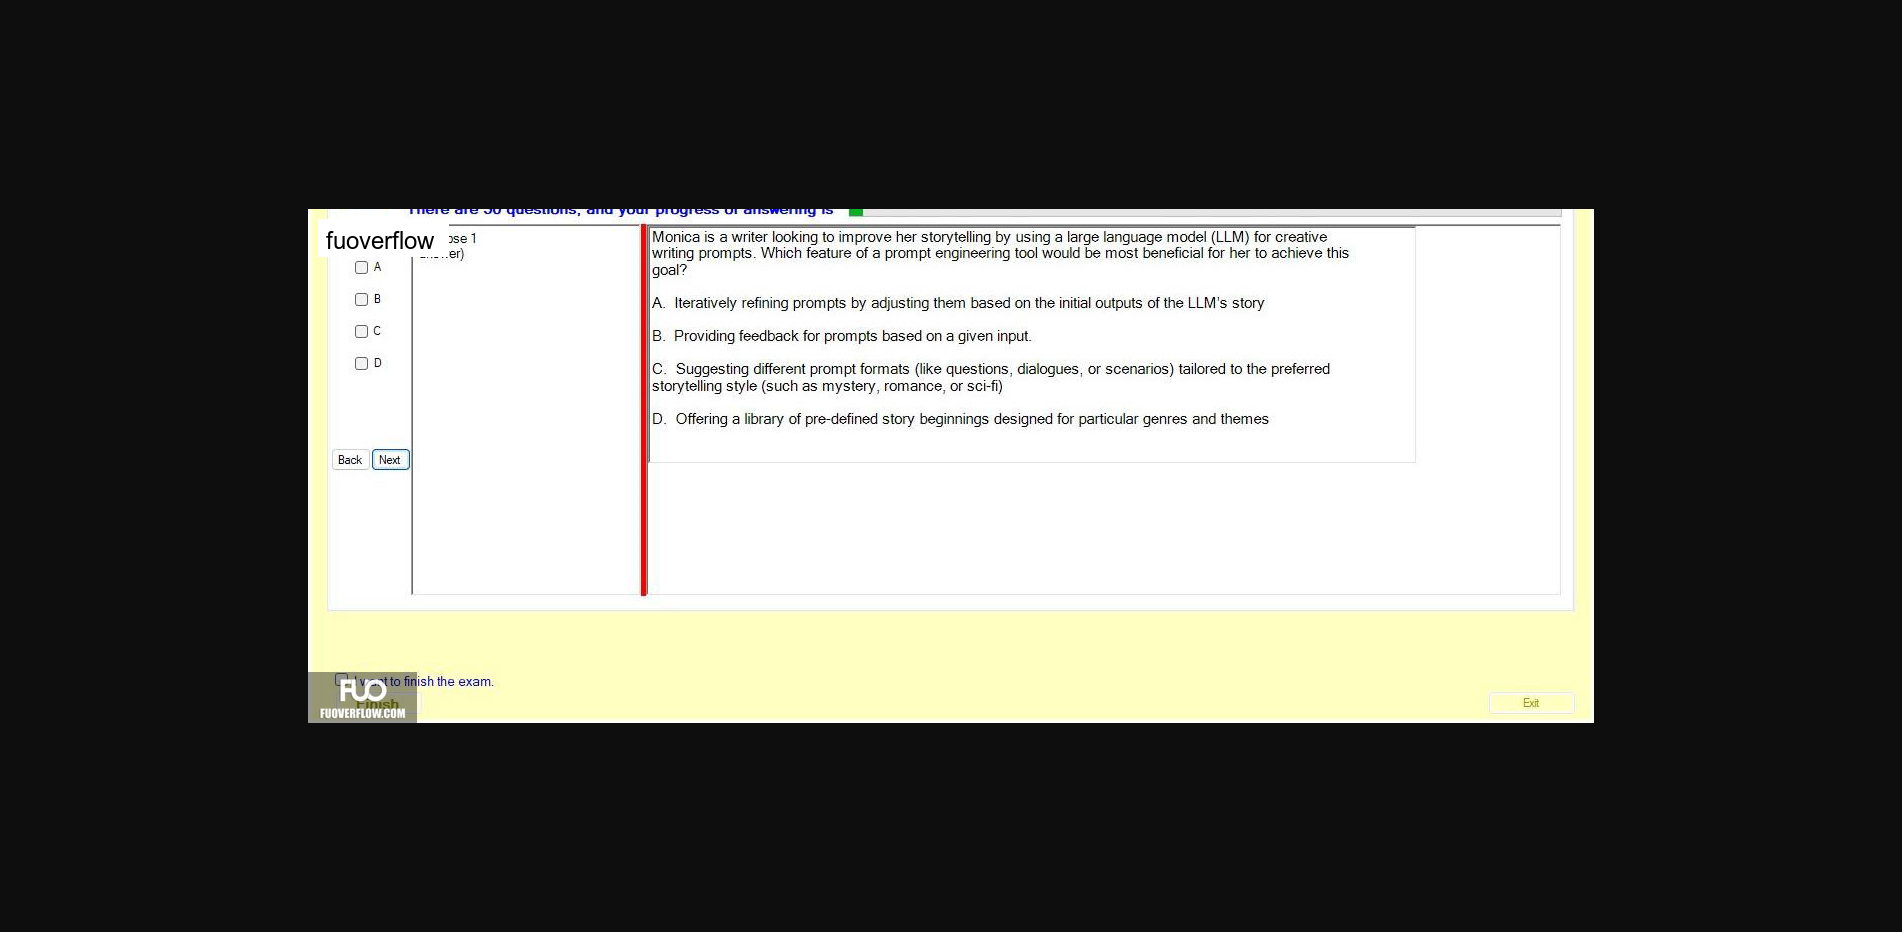 There are 50 questions, and your progress of answering is
fuoverflow
1
Monica is a writer looking to improve her storytelling by using a large language model (LLM) for creative
writing prompts. Which feature of a prompt engineering tool would be most beneficial for her to achieve this
goal?
A. Iteratively refining prompts by adjusting them based on the initial outputs of the LLM's story
B. Providing feedback for prompts based on a given input.
C. Suggesting different prompt formats (like questions, dialogues, or scenarios) tailored to the preferred
storytelling style (such as mystery, romance, or sci-fi)
D. Offering a library of pre-defined story beginnings designed for particular genres and themes
A
B
C
D
Back Next
I want to finish the exam.
Finish
FUO
FUOVERFLOW.COM
Exit